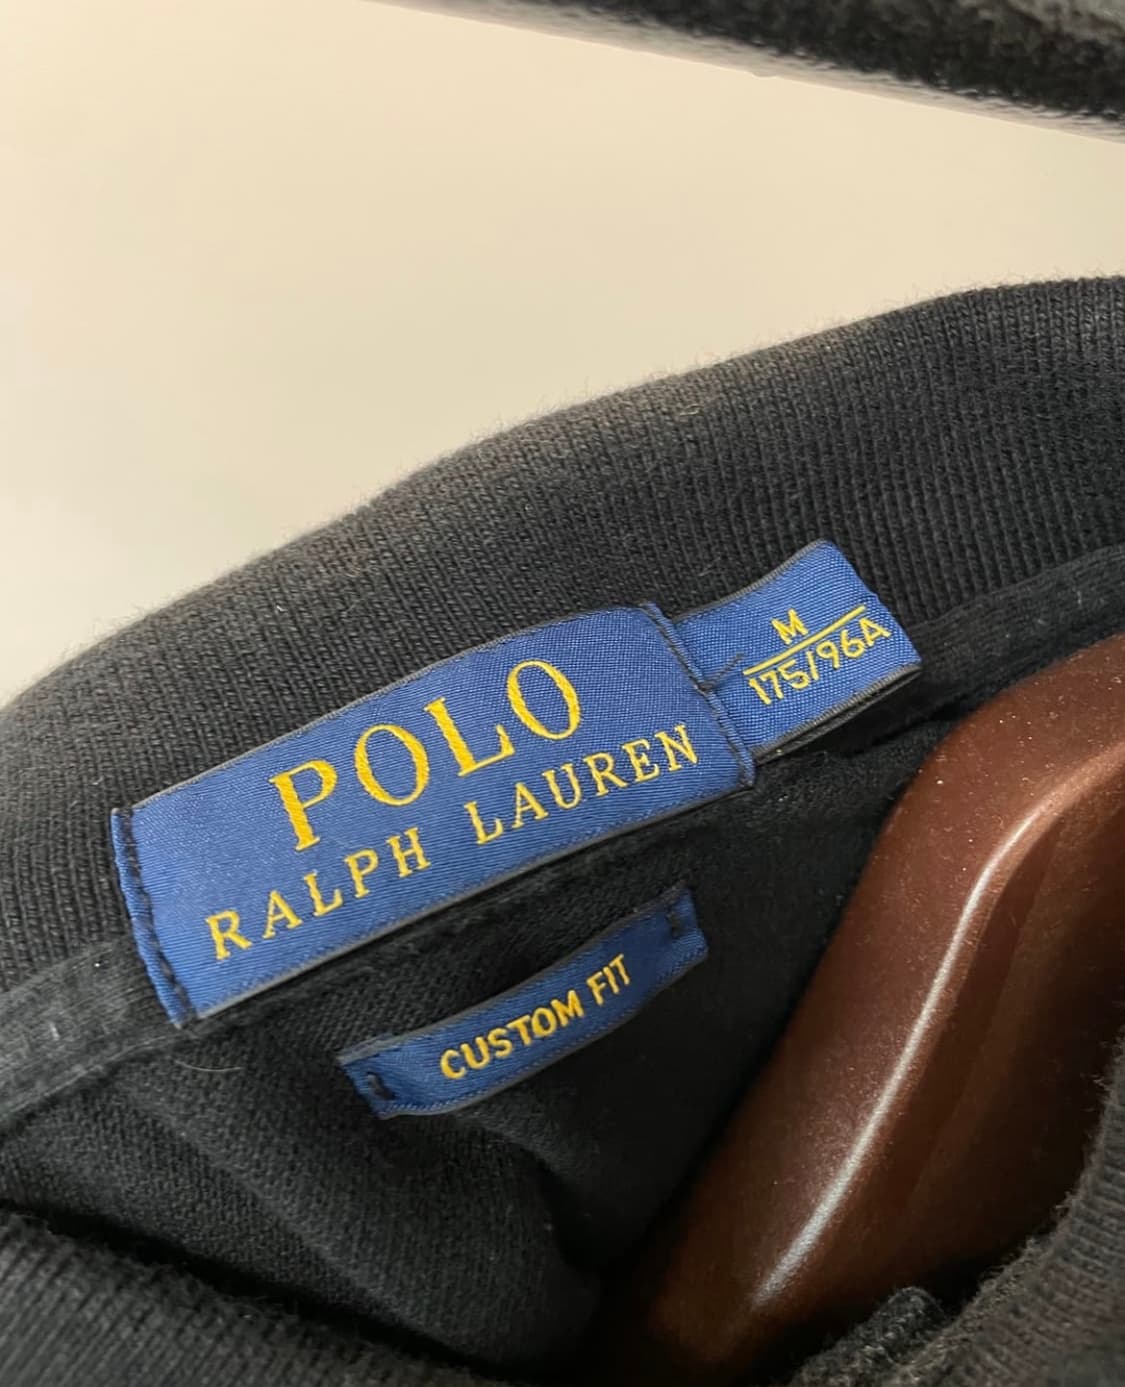 POLO
RALPH LAUREN
M
175/96A
CUSTOM FIT